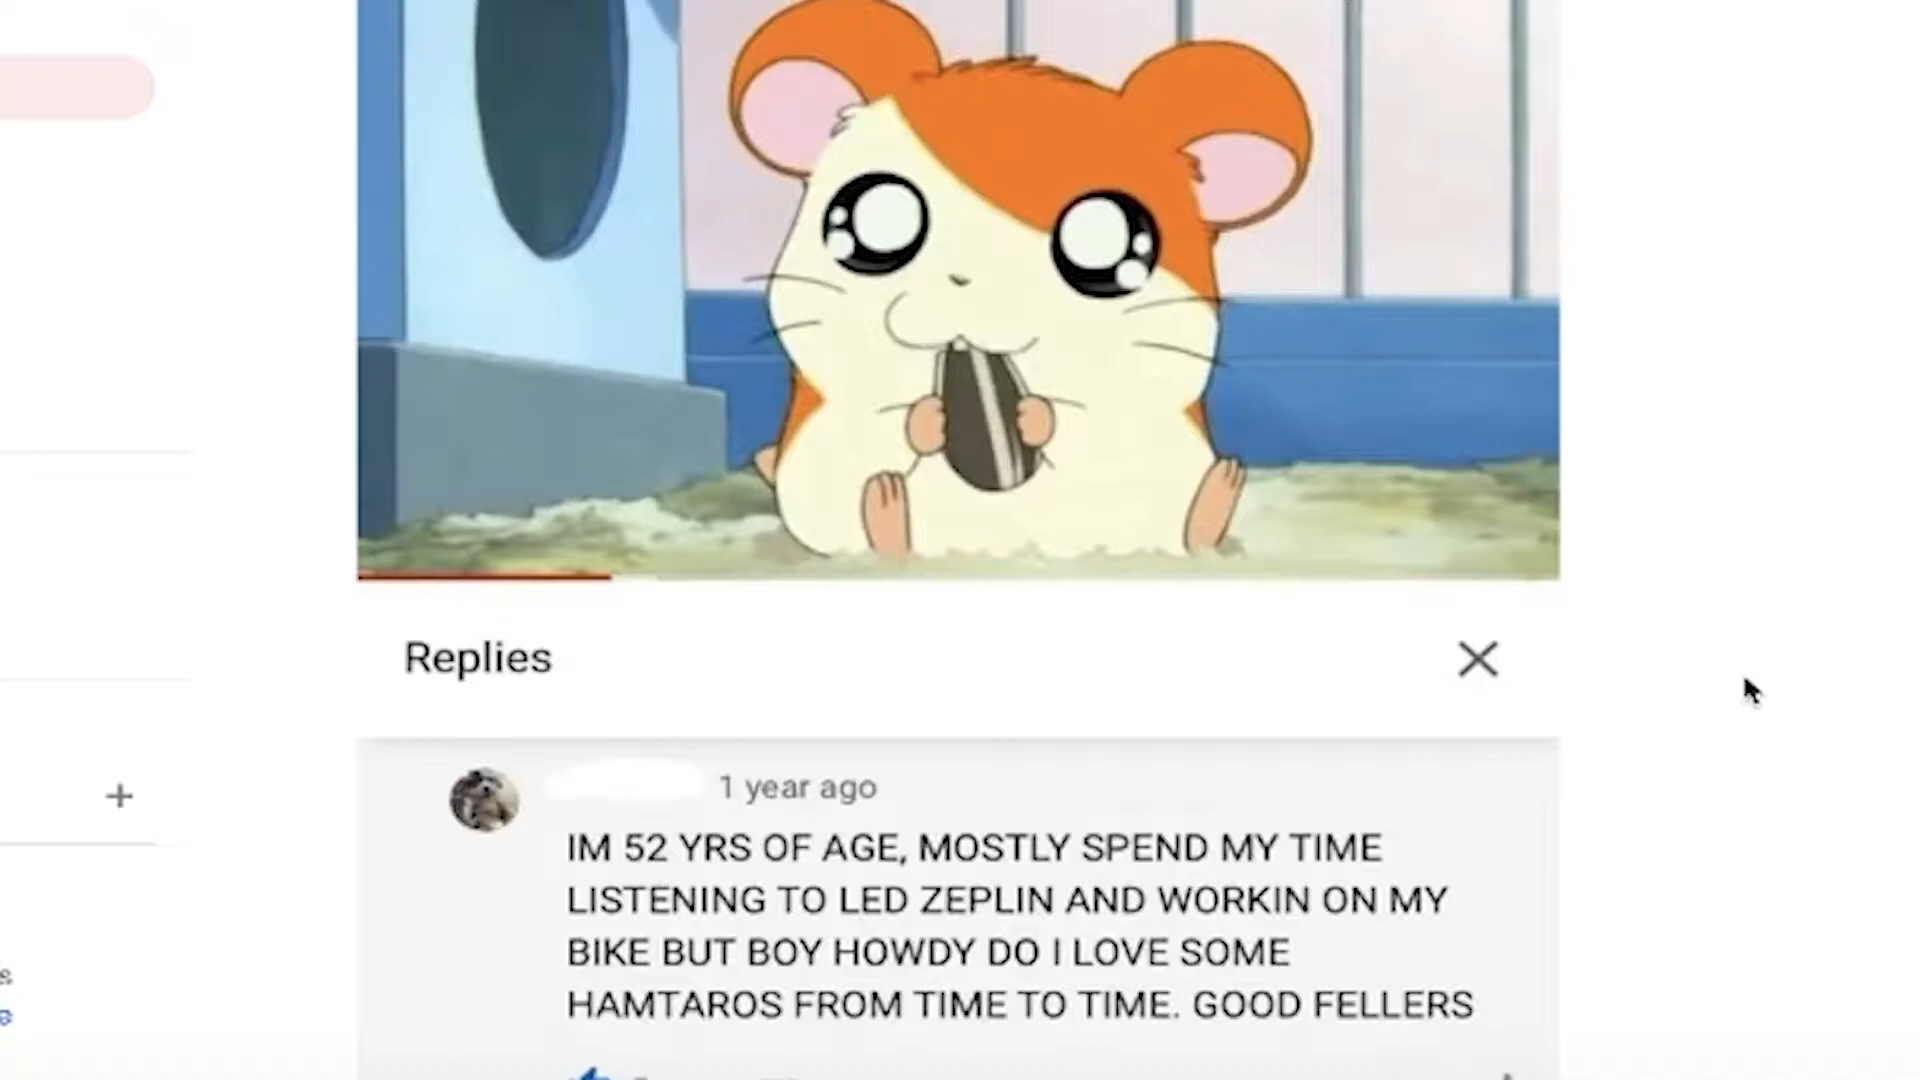 Replies
1 year ago
IM 52 YRS OF AGE, MOSTLY SPEND MY TIME
LISTENING TO LED ZEPLIN AND WORKIN ON MY
BIKE BUT BOY HOWDY DO I LOVE SOME
HAMTAROS FROM TIME TO TIME. GOOD FELLERS